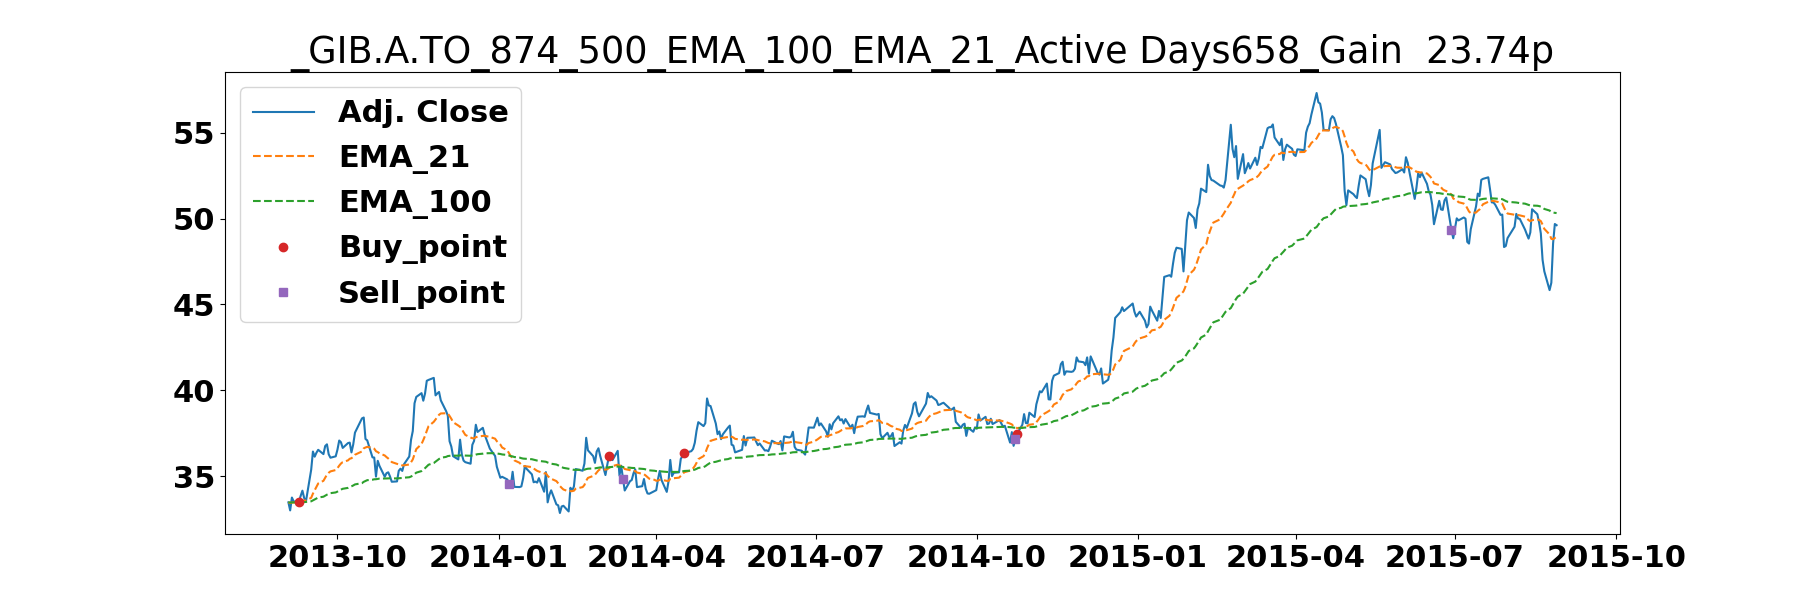 _GIB.A.TO_874_500_EMA_100_EMA_21_Active Days658_Gain  23.74p
Adj. Close
EMA_21
EMA_100
Buy_point
Sell_point
55
50
45
40
35
2013-10 2014-01 2014-04 2014-07 2014-10 2015-01 2015-04 2015-07 2015-10